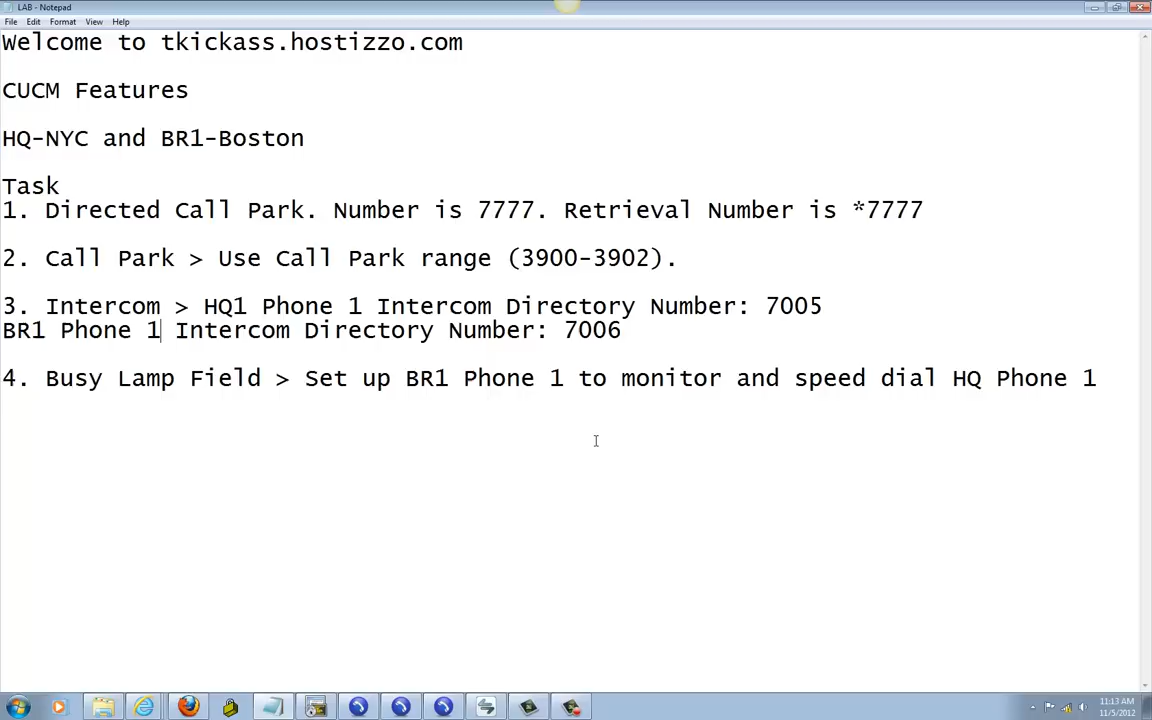 LAB - Notepad
File Edit Format View Help
Welcome to tkickass.hostizzo.com
CUCM Features
HQ-NYC and BR1-Boston
Task
1. Directed Call Park. Number is 7777. Retrieval Number is *7777
2. Call Park > Use Call Park range (3900-3902).
3. Intercom > HQ1 Phone 1 Intercom Directory Number: 7005
BR1 Phone 1 Intercom Directory Number: 7006
4. Busy Lamp Field > Set up BR1 Phone 1 to monitor and speed dial HQ Phone 1
11:13 AM
11/5/2012